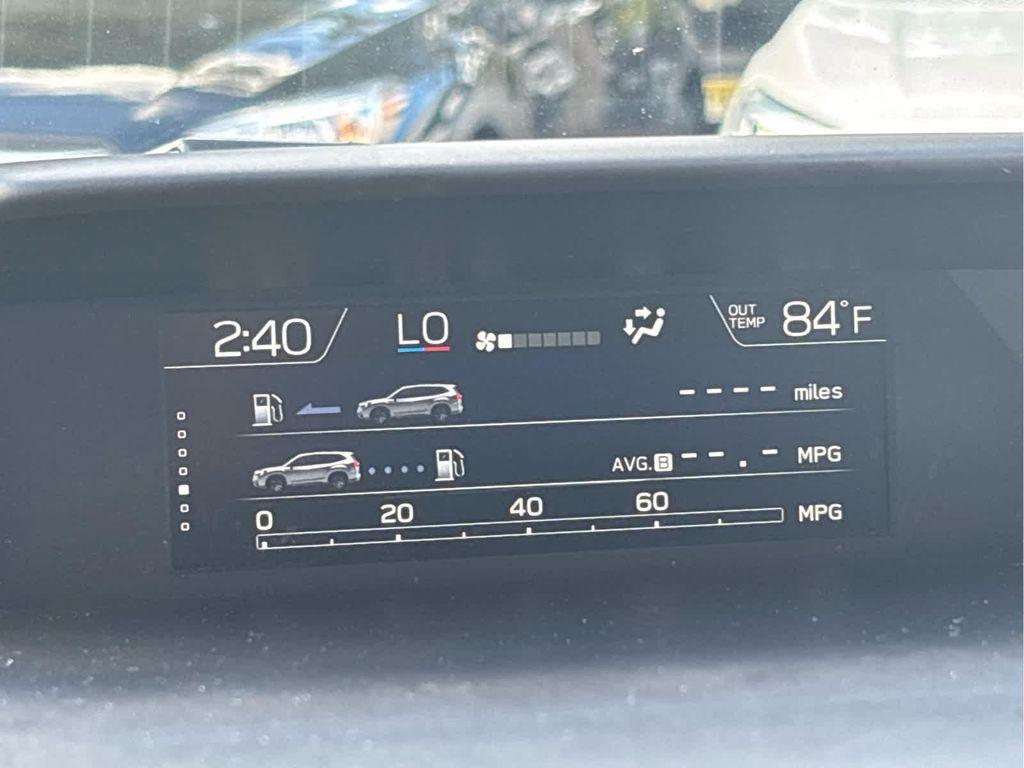 2:40 LO OUT TEMP 84°F
---- miles
AVG. B --.- MPG
0 20 40 60 MPG